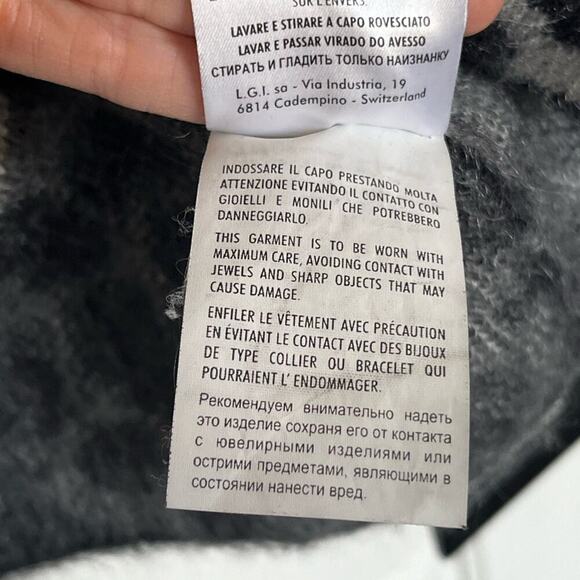 SUR L'ENVERS.
LAVARE E STIRARE A CAPO ROVESCIATO
LAVAR E PASSAR VIRADO DO AVESSO
СТИРАТЬ И ГЛАДИТЬ ТОЛЬКО НАИЗНАНКУ
L.G.I. sa - Via Industria, 19
6814 Cadempino - Switzerland
INDOSSARE IL CAPO PRESTANDO MOLTA
ATTENZIONE EVITANDO IL CONTATTO CON
GIOIELLI E MONILI CHE POTREBBERO
DANNEGGIARLO.
THIS GARMENT IS TO BE WORN WITH
MAXIMUM CARE, AVOIDING CONTACT WITH
JEWELS AND SHARP OBJECTS THAT MAY
CAUSE DAMAGE.
ENFILER LE VÊTEMENT AVEC PRÉCAUTION
EN ÉVITANT LE CONTACT AVEC DES BIJOUX
DE TYPE COLLIER OU BRACELET QUI
POURRAIENT L' ENDOMMAGER.
Рекомендуем внимательно надеть
это изделие сохраня его от контакта
с ювелирными изделиями или
острими предметами, являющими в
состоянии нанести вред.